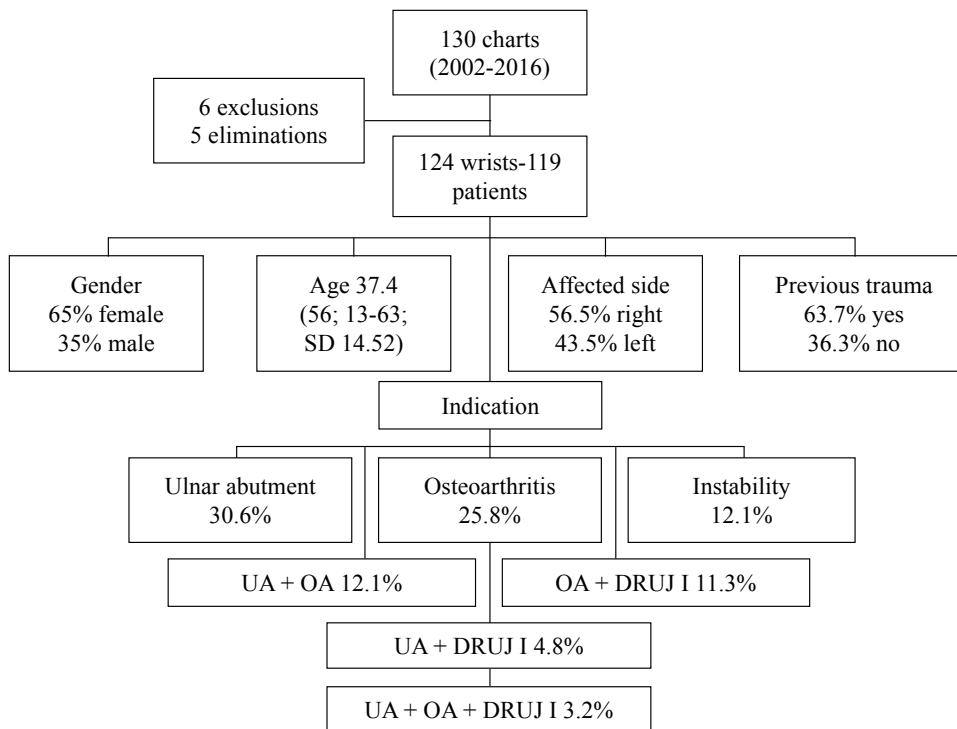 130 charts
(2002-2016)
6 exclusions
5 eliminations
124 wrists-119
patients
Gender
65% female
35% male
Age 37.4
(56; 13-63;
SD 14.52)
Affected side
56.5% right
43.5% left
Previous trauma
63.7% yes
36.3% no
Indication
Ulnar abutment
30.6%
Osteoarthritis
25.8%
Instability
12.1%
UA + OA 12.1%
OA + DRUJ I 11.3%
UA + DRUJ I 4.8%
UA + OA + DRUJ I 3.2%